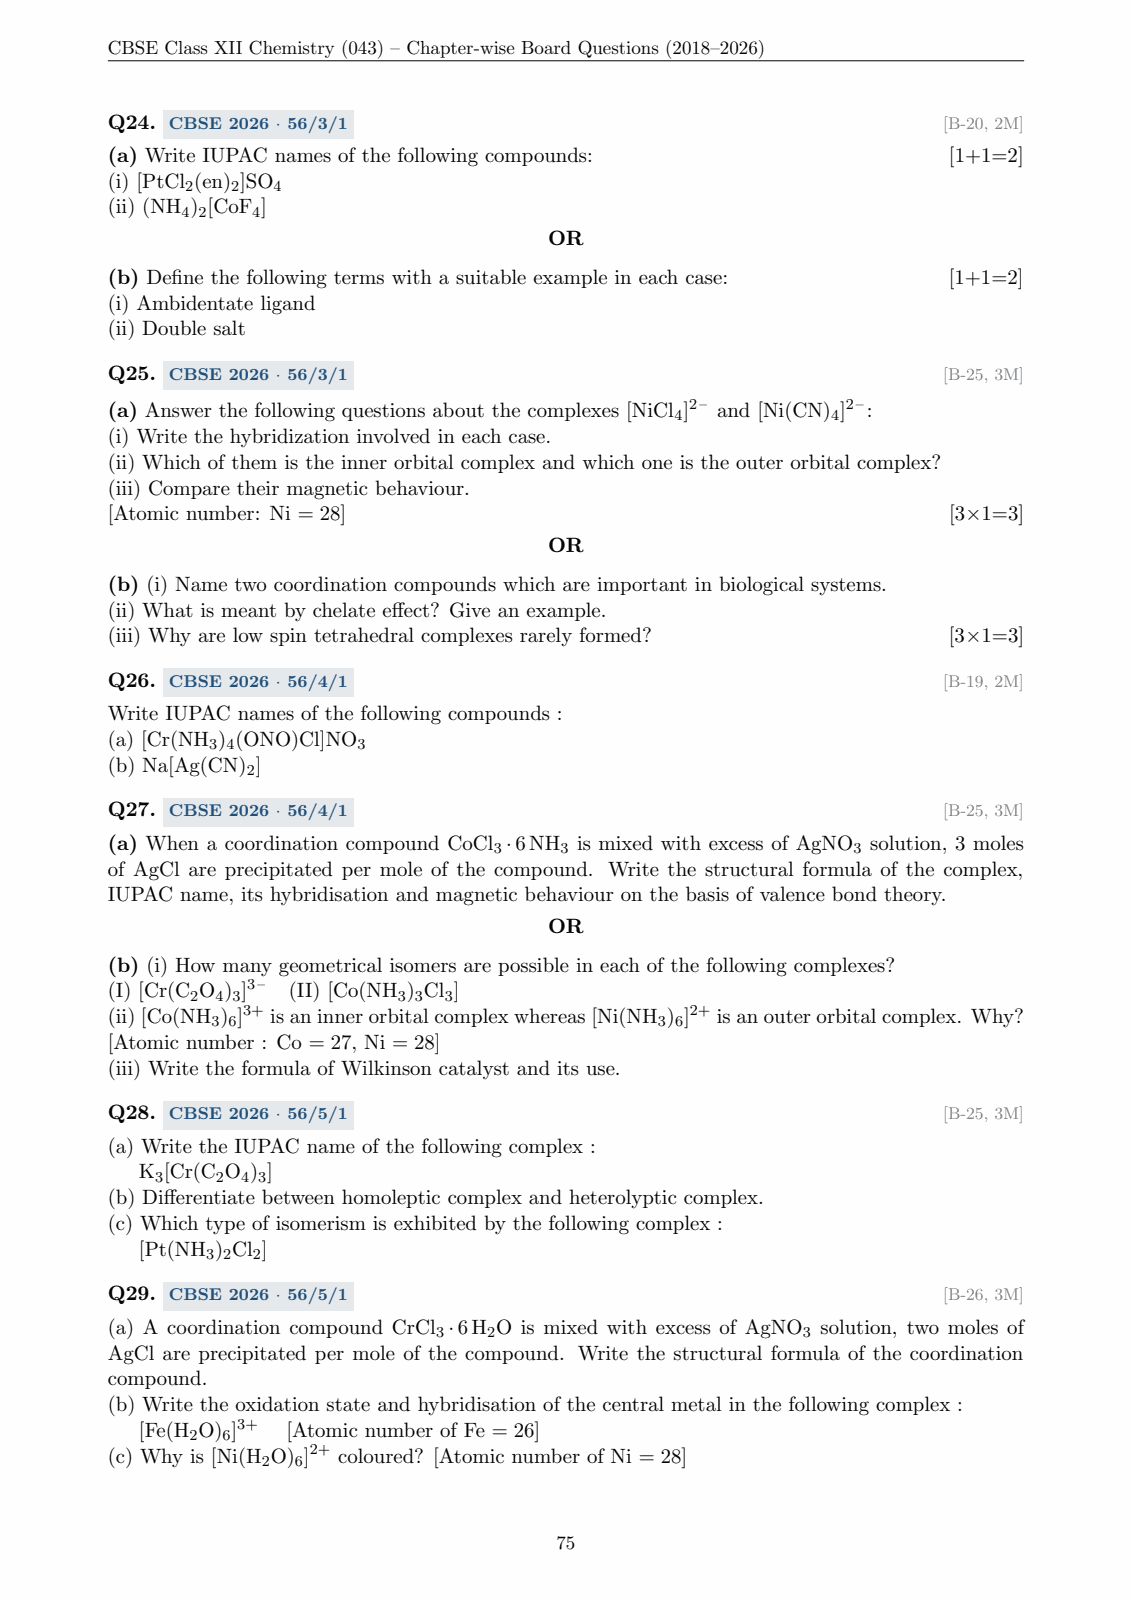 CBSE Class XII Chemistry (043) – Chapter-wise Board Questions (2018–2026)
Q24. CBSE 2026 · 56/3/1 [B-20, 2M]
(a) Write IUPAC names of the following compounds: [1+1=2]
(i) [PtCl₂(en)₂]SO₄
(ii) (NH₄)₂[CoF₄]
OR
(b) Define the following terms with a suitable example in each case: [1+1=2]
(i) Ambidentate ligand
(ii) Double salt
Q25. CBSE 2026 · 56/3/1 [B-25, 3M]
(a) Answer the following questions about the complexes [NiCl₄]²⁻ and [Ni(CN)₄]²⁻:
(i) Write the hybridization involved in each case.
(ii) Which of them is the inner orbital complex and which one is the outer orbital complex?
(iii) Compare their magnetic behaviour.
[Atomic number: Ni = 28] [3×1=3]
OR
(b) (i) Name two coordination compounds which are important in biological systems.
(ii) What is meant by chelate effect? Give an example.
(iii) Why are low spin tetrahedral complexes rarely formed? [3×1=3]
Q26. CBSE 2026 · 56/4/1 [B-19, 2M]
Write IUPAC names of the following compounds :
(a) [Cr(NH₃)₄(ONO)Cl]NO₃
(b) Na[Ag(CN)₂]
Q27. CBSE 2026 · 56/4/1 [B-25, 3M]
(a) When a coordination compound CoCl₃ · 6 NH₃ is mixed with excess of AgNO₃ solution, 3 moles
of AgCl are precipitated per mole of the compound. Write the structural formula of the complex,
IUPAC name, its hybridisation and magnetic behaviour on the basis of valence bond theory.
OR
(b) (i) How many geometrical isomers are possible in each of the following complexes?
(I) [Cr(C₂O₄)₃]³⁻ (II) [Co(NH₃)₃Cl₃]
(ii) [Co(NH₃)₆]³⁺ is an inner orbital complex whereas [Ni(NH₃)₆]²⁺ is an outer orbital complex. Why?
[Atomic number : Co = 27, Ni = 28]
(iii) Write the formula of Wilkinson catalyst and its use.
Q28. CBSE 2026 · 56/5/1 [B-25, 3M]
(a) Write the IUPAC name of the following complex :
K₃[Cr(C₂O₄)₃]
(b) Differentiate between homoleptic complex and heterolyptic complex.
(c) Which type of isomerism is exhibited by the following complex :
[Pt(NH₃)₂Cl₂]
Q29. CBSE 2026 · 56/5/1 [B-26, 3M]
(a) A coordination compound CrCl₃ · 6 H₂O is mixed with excess of AgNO₃ solution, two moles of
AgCl are precipitated per mole of the compound. Write the structural formula of the coordination
compound.
(b) Write the oxidation state and hybridisation of the central metal in the following complex :
[Fe(H₂O)₆]³⁺ [Atomic number of Fe = 26]
(c) Why is [Ni(H₂O)₆]²⁺ coloured? [Atomic number of Ni = 28]
75